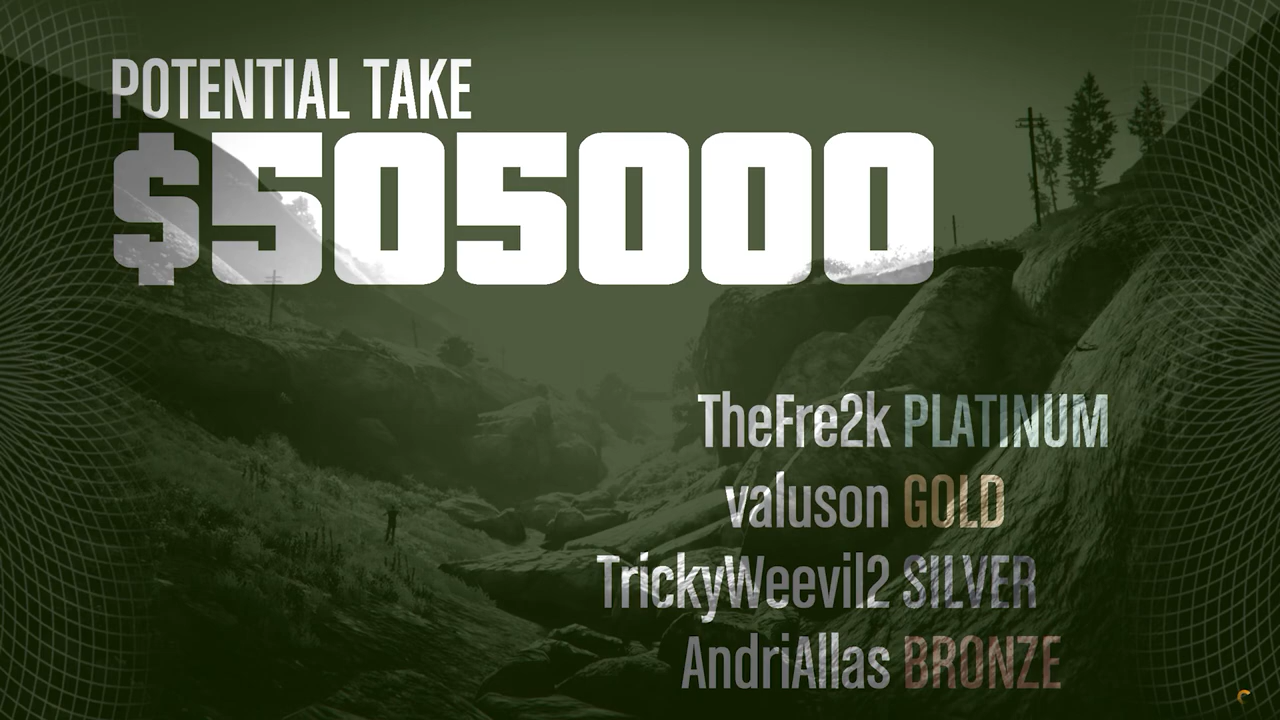 POTENTIAL TAKE
$505000
TheFre2k PLATINUM
valuson GOLD
TrickyWeevil2 SILVER
AndriAllas BRONZE